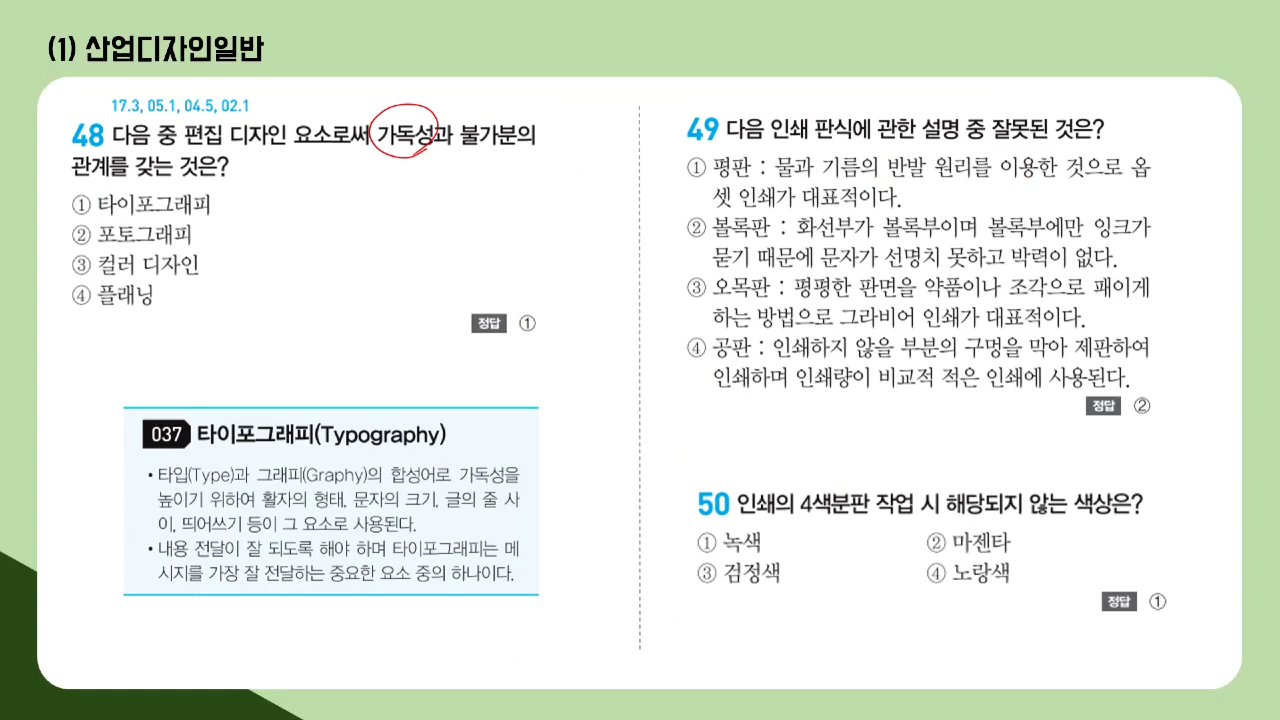 (1) 산업디자인일반
17.3, 05.1, 04.5, 02.1
48 다음 중 편집 디자인 요소로써 가독성과 불가분의
관계를 갖는 것은?
① 타이포그래피
② 포토그래피
③ 컬러 디자인
④ 플래닝
정답 ①
037 타이포그래피(Typography)
• 타입(Type)과 그래피(Graphy)의 합성어로 가독성을
높이기 위하여 활자의 형태, 문자의 크기, 글의 줄 사
이, 띄어쓰기 등이 그 요소로 사용된다.
• 내용 전달이 잘 되도록 해야 하며 타이포그래피는 메
시지를 가장 잘 전달하는 중요한 요소 중의 하나이다.
49 다음 인쇄 판식에 관한 설명 중 잘못된 것은?
① 평판 : 물과 기름의 반발 원리를 이용한 것으로 옵
셋 인쇄가 대표적이다.
② 볼록판 : 화선부가 볼록부이며 볼록부에만 잉크가
묻기 때문에 문자가 선명치 못하고 박력이 없다.
③ 오목판 : 평평한 판면을 약품이나 조각으로 패이게
하는 방법으로 그라비어 인쇄가 대표적이다.
④ 공판 : 인쇄하지 않을 부분의 구멍을 막아 제판하여
인쇄하며 인쇄량이 비교적 적은 인쇄에 사용된다.
정답 ②
50 인쇄의 4색분판 작업 시 해당되지 않는 색상은?
① 녹색 ② 마젠타
③ 검정색 ④ 노랑색
정답 ①